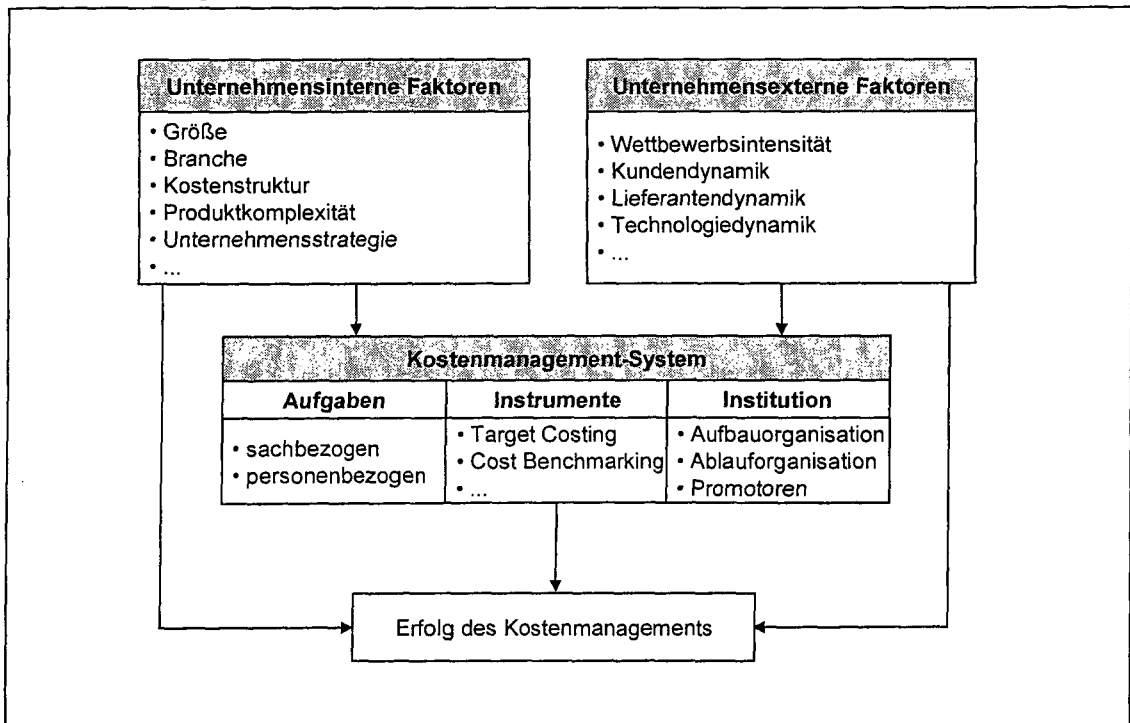 Unternehmensinterne Faktoren
• Größe
• Branche
• Kostenstruktur
• Produktkomplexität
• Unternehmensstrategie
• ...
Unternehmensexterne Faktoren
• Wettbewerbsintensität
• Kundendynamik
• Lieferantendynamik
• Technologiedynamik
• ...
Kostenmanagement-System
Aufgaben
• sachbezogen
• personenbezogen
Instrumente
• Target Costing
• Cost Benchmarking
• ...
Institution
• Aufbauorganisation
• Ablauforganisation
• Promotoren
Erfolg des Kostenmanagements